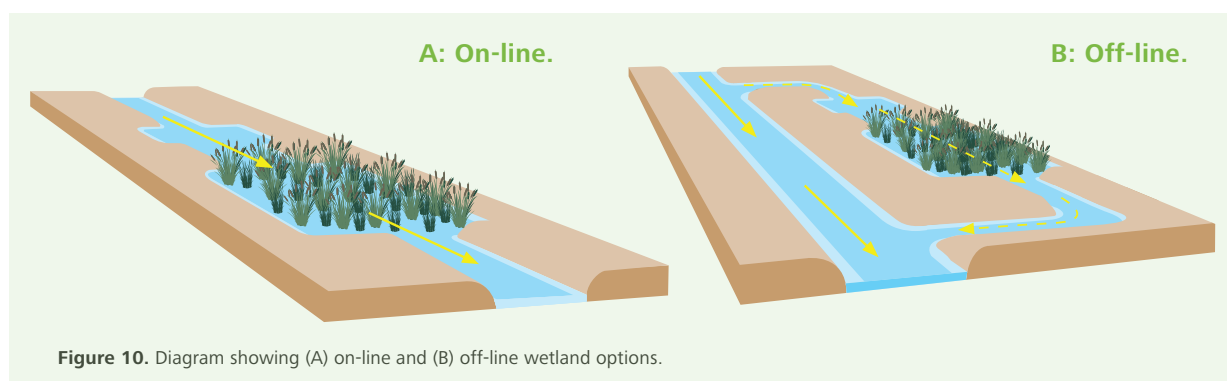 A: On-line.
B: Off-line.
Figure 10. Diagram showing (A) on-line and (B) off-line wetland options.